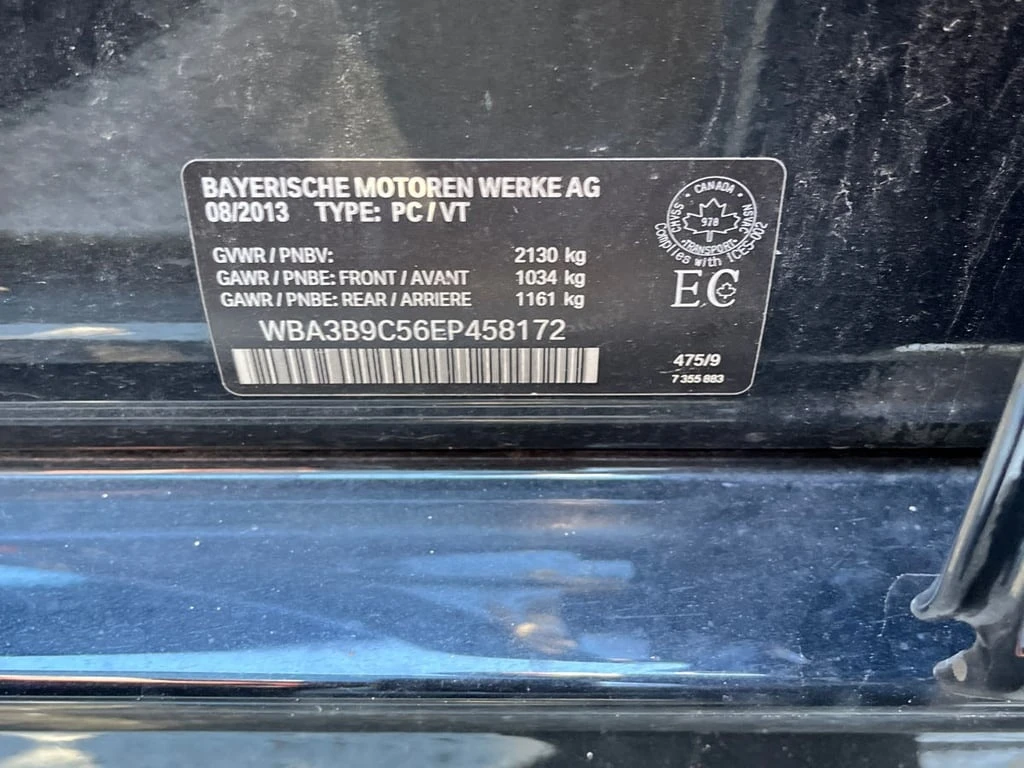 BAYERISCHE MOTOREN WERKE AG
08/2013 TYPE: PC / VT
GVWR / PNBV: 2130 kg
GAWR / PNBE: FRONT / AVANT 1034 kg
GAWR / PNBE: REAR / ARRIERE 1161 kg
WBA3B9C56EP458172
CANADA
CMVSS
NSVAC
978
TRANSPORT
Complies with ICES-002
EC
475/9
7 355 883